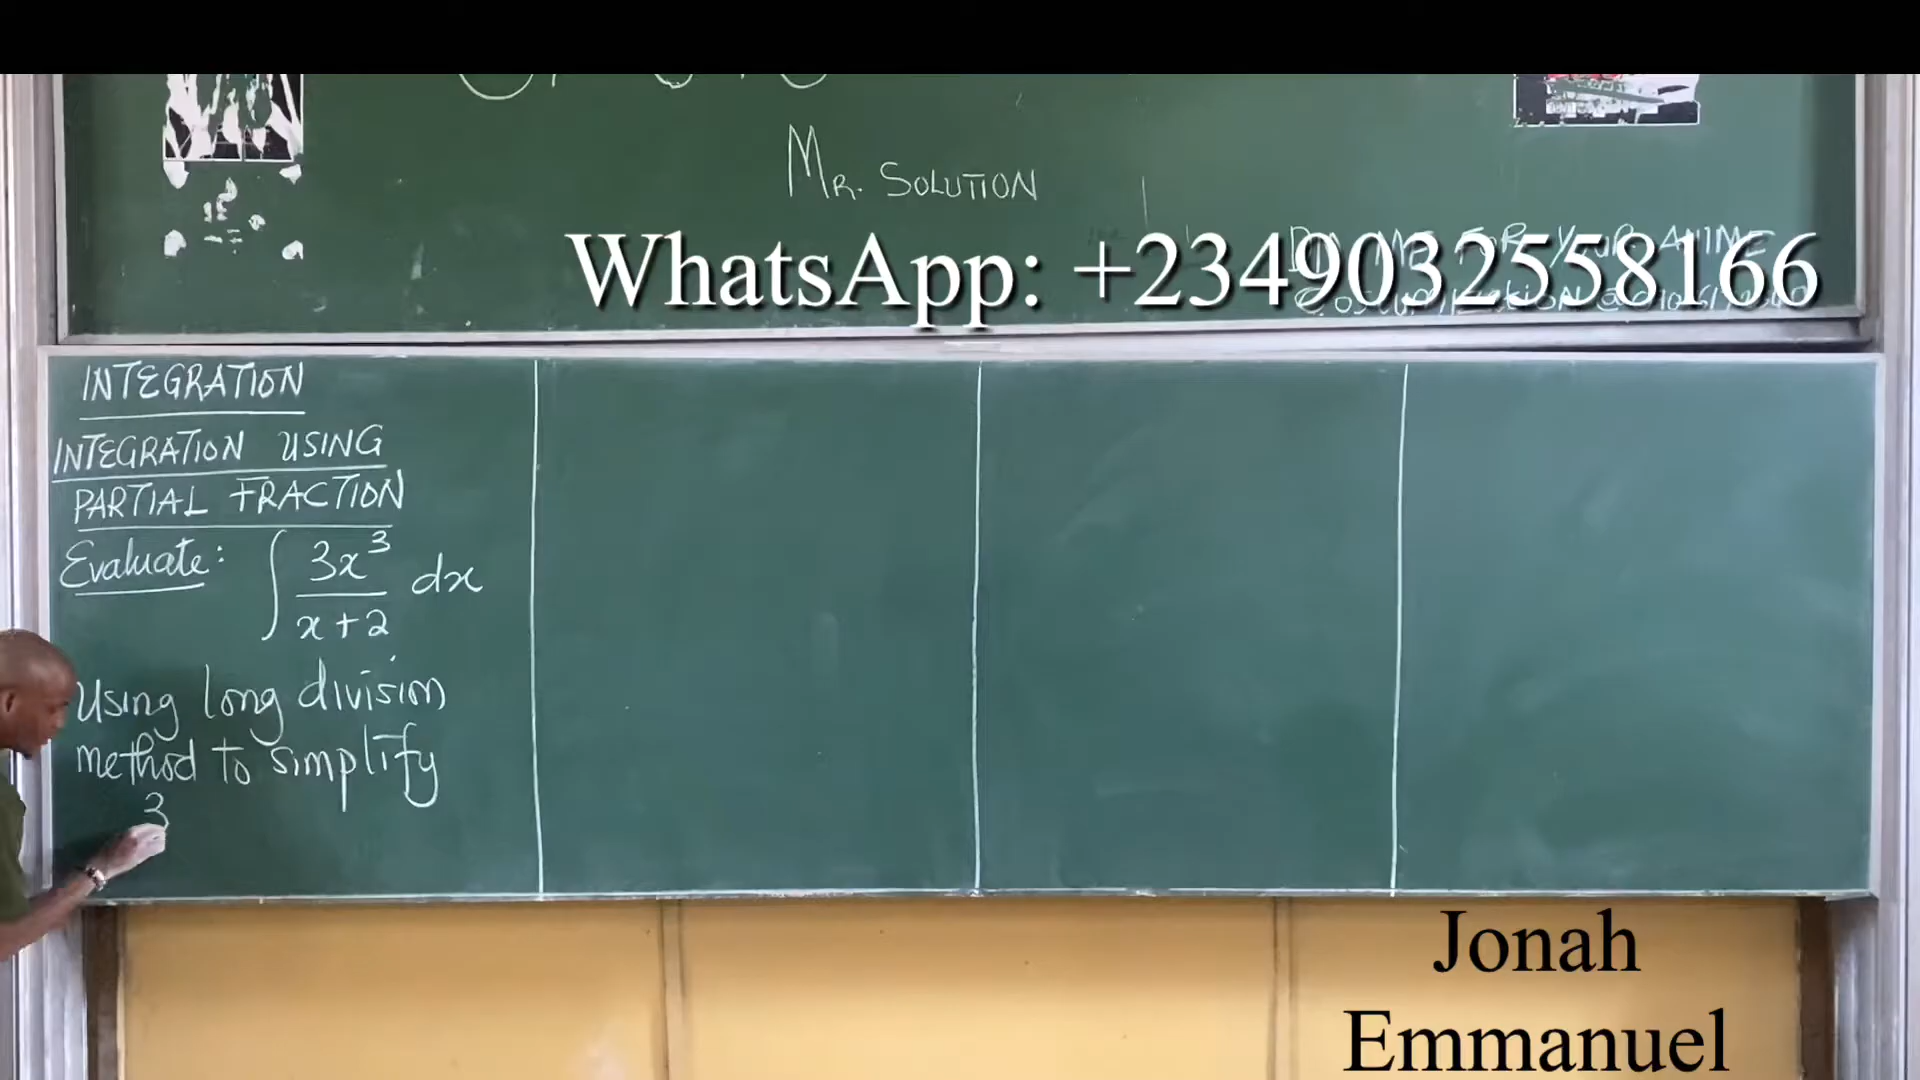 MR. SOLUTION
WhatsApp: +2349032558166
INTEGRATION
INTEGRATION USING
PARTIAL FRACTION
Evaluate: ∫ 3x³/(x+2) dx
Using long division
method to simplify
3
Jonah
Emmanuel